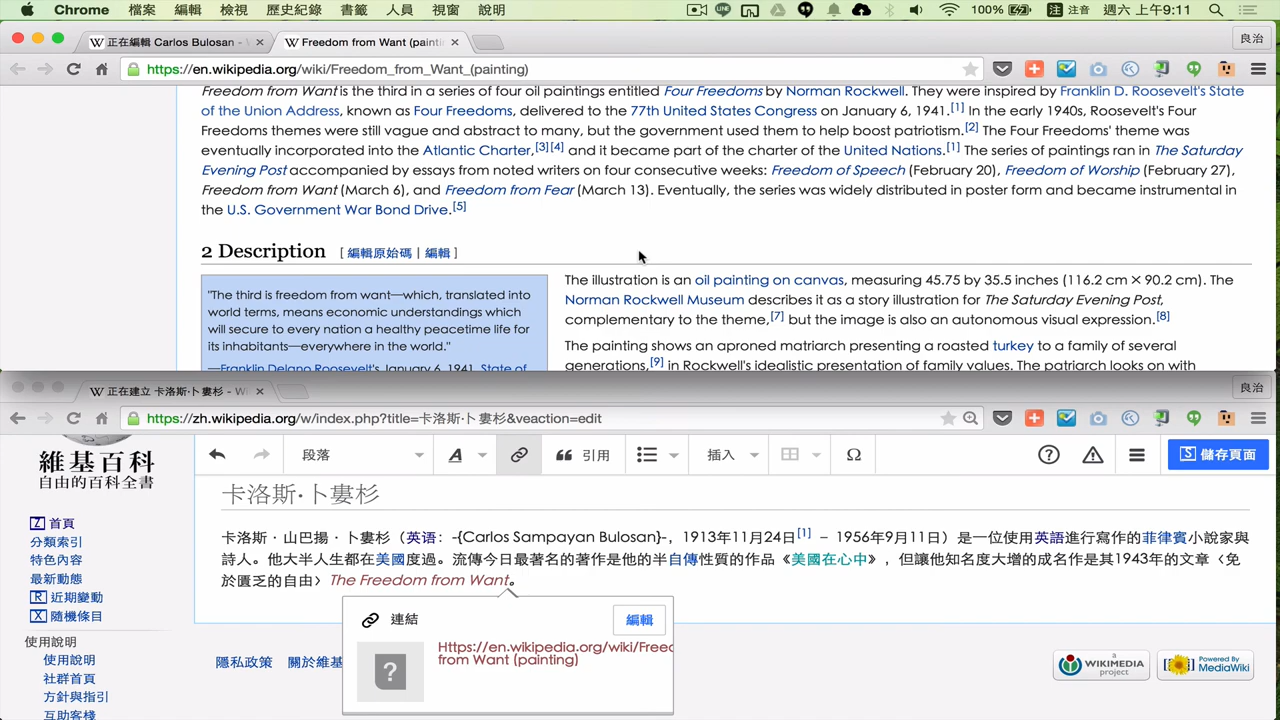 Chrome 檔案 編輯 檢視 歷史紀錄 書籤 人員 視窗 說明 100% 注 注音 週六 上午9:11
正在編輯 Carlos Bulosan - Freedom from Want (painti 良治
https://en.wikipedia.org/wiki/Freedom_from_Want_(painting)
Freedom from Want is the third in a series of four oil paintings entitled Four Freedoms by Norman Rockwell. They were inspired by Franklin D. Roosevelt's State
of the Union Address, known as Four Freedoms, delivered to the 77th United States Congress on January 6, 1941.[1] In the early 1940s, Roosevelt's Four
Freedoms themes were still vague and abstract to many, but the government used them to help boost patriotism.[2] The Four Freedoms' theme was
eventually incorporated into the Atlantic Charter,[3][4] and it became part of the charter of the United Nations.[1] The series of paintings ran in The Saturday
Evening Post accompanied by essays from noted writers on four consecutive weeks: Freedom of Speech (February 20), Freedom of Worship (February 27),
Freedom from Want (March 6), and Freedom from Fear (March 13). Eventually, the series was widely distributed in poster form and became instrumental in
the U.S. Government War Bond Drive.[5]
2 Description [ 編輯原始碼 | 編輯 ]
"The third is freedom from want—which, translated into
world terms, means economic understandings which
will secure to every nation a healthy peacetime life for
its inhabitants—everywhere in the world."
—Franklin Delano Roosevelt's January 6, 1941 State of
The illustration is an oil painting on canvas, measuring 45.75 by 35.5 inches (116.2 cm × 90.2 cm). The
Norman Rockwell Museum describes it as a story illustration for The Saturday Evening Post,
complementary to the theme,[7] but the image is also an autonomous visual expression.[8]
The painting shows an aproned matriarch presenting a roasted turkey to a family of several
generations,[9] in Rockwell's idealistic presentation of family values. The patriarch looks on with
正在建立 卡洛斯·卜婁杉 - Wi 良治
https://zh.wikipedia.org/w/index.php?title=卡洛斯·卜婁杉&veaction=edit
維基百科
自由的百科全書
首頁
分類索引
特色內容
最新動態
R 近期變動
X 隨機條目
使用說明
使用說明
社群首頁
方針與指引
互助客棧
段落 A 引用 插入 Ω 儲存頁面
卡洛斯·卜婁杉
卡洛斯．山巴揚．卜婁杉（英语：-{Carlos Sampayan Bulosan}-，1913年11月24日[1] － 1956年9月11日）是一位使用英語進行寫作的菲律賓小說家與
詩人。他大半人生都在美國度過。流傳今日最著名的著作是他的半自傳性質的作品《美國在心中》，但讓他知名度大增的成名作是其1943年的文章〈免
於匱乏的自由〉The Freedom from Want。
連結 編輯
?
Https://en.wikipedia.org/wiki/Freed
from Want (painting)
隱私政策 關於維基
a WIKIMEDIA project
Powered By MediaWiki